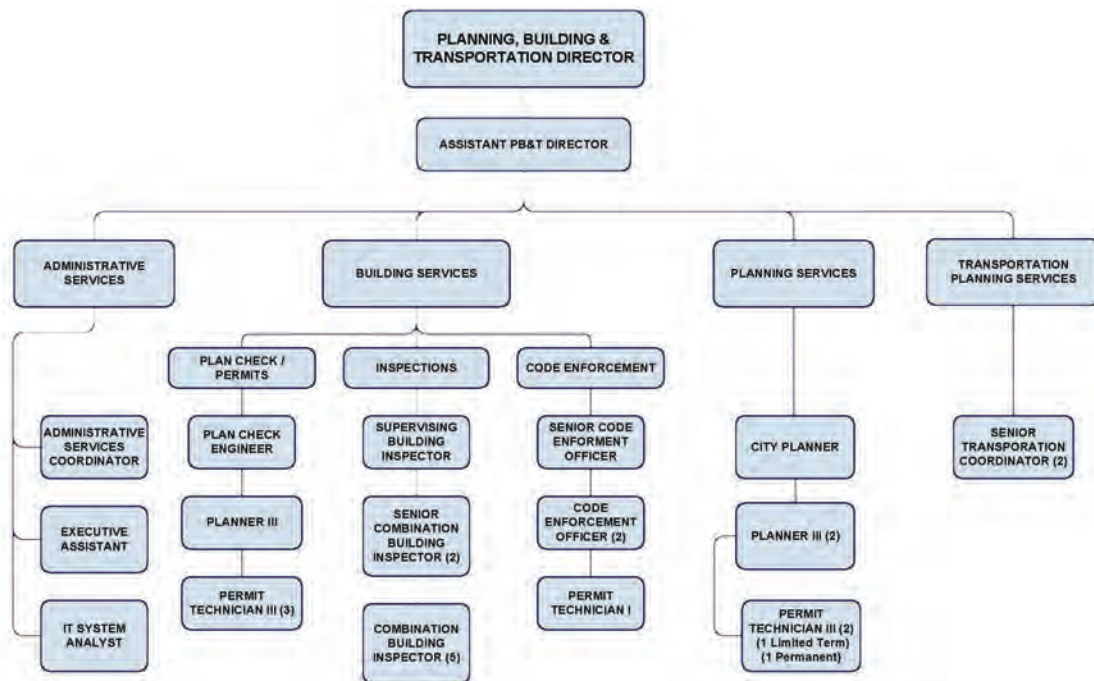 PLANNING, BUILDING &
TRANSPORTATION DIRECTOR
ASSISTANT PB&T DIRECTOR
ADMINISTRATIVE
SERVICES
BUILDING SERVICES
PLANNING SERVICES
TRANSPORTATION
PLANNING SERVICES
PLAN CHECK /
PERMITS
INSPECTIONS
CODE ENFORCEMENT
ADMINISTRATIVE
SERVICES
COORDINATOR
PLAN CHECK
ENGINEER
SUPERVISING
BUILDING
INSPECTOR
SENIOR CODE
ENFORMENT
OFFICER
CITY PLANNER
SENIOR
TRANSPORATION
COORDINATOR (2)
EXECUTIVE
ASSISTANT
PLANNER III
SENIOR
COMBINATION
BUILDING
INSPECTOR (2)
CODE
ENFORCEMENT
OFFICER (2)
PLANNER III (2)
IT SYSTEM
ANALYST
PERMIT
TECHNICIAN III (3)
COMBINATION
BUILDING
INSPECTOR (5)
PERMIT
TECHNICIAN I
PERMIT
TECHNICIAN III (2)
(1 Limited Term)
(1 Permanent)